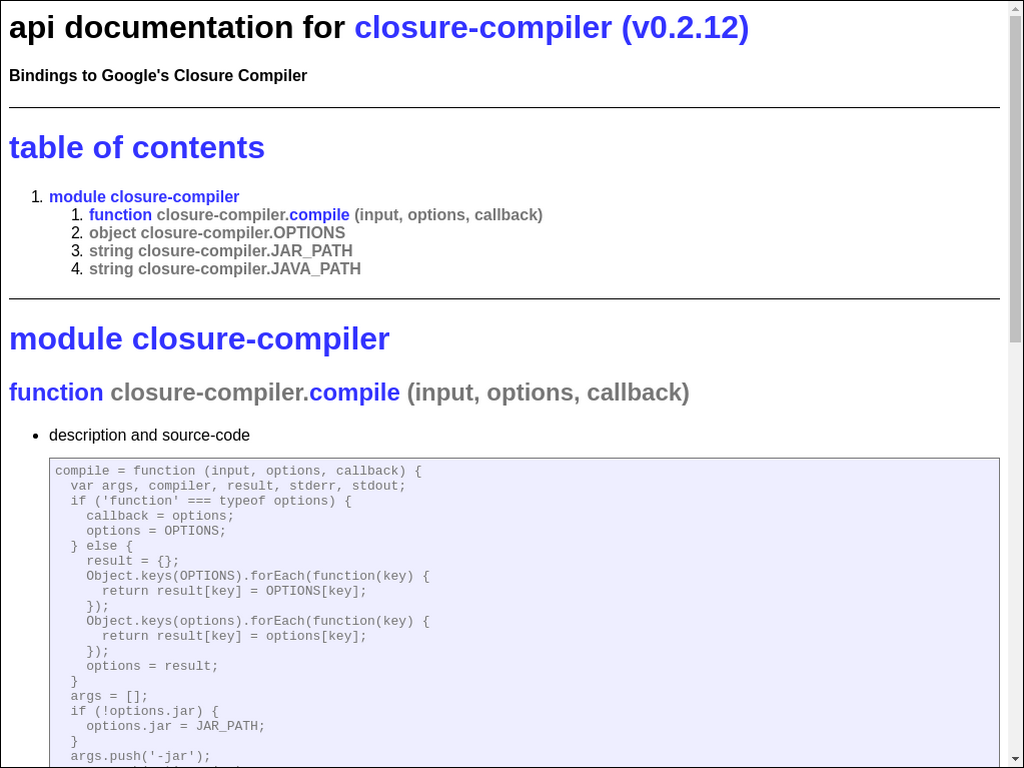 api documentation for closure-compiler (v0.2.12)
Bindings to Google's Closure Compiler
table of contents
1. module closure-compiler
1. function closure-compiler.compile (input, options, callback)
2. object closure-compiler.OPTIONS
3. string closure-compiler.JAR_PATH
4. string closure-compiler.JAVA_PATH
module closure-compiler
function closure-compiler.compile (input, options, callback)
• description and source-code
compile = function (input, options, callback) {
  var args, compiler, result, stderr, stdout;
  if ('function' === typeof options) {
    callback = options;
    options = OPTIONS;
  } else {
    result = {};
    Object.keys(OPTIONS).forEach(function(key) {
      return result[key] = OPTIONS[key];
    });
    Object.keys(options).forEach(function(key) {
      return result[key] = options[key];
    });
    options = result;
  }
  args = [];
  if (!options.jar) {
    options.jar = JAR_PATH;
  }
  args.push('-jar');